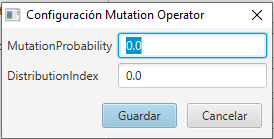 Configuración Mutation Operator
MutationProbability 0.0
DistributionIndex 0.0
Guardar Cancelar